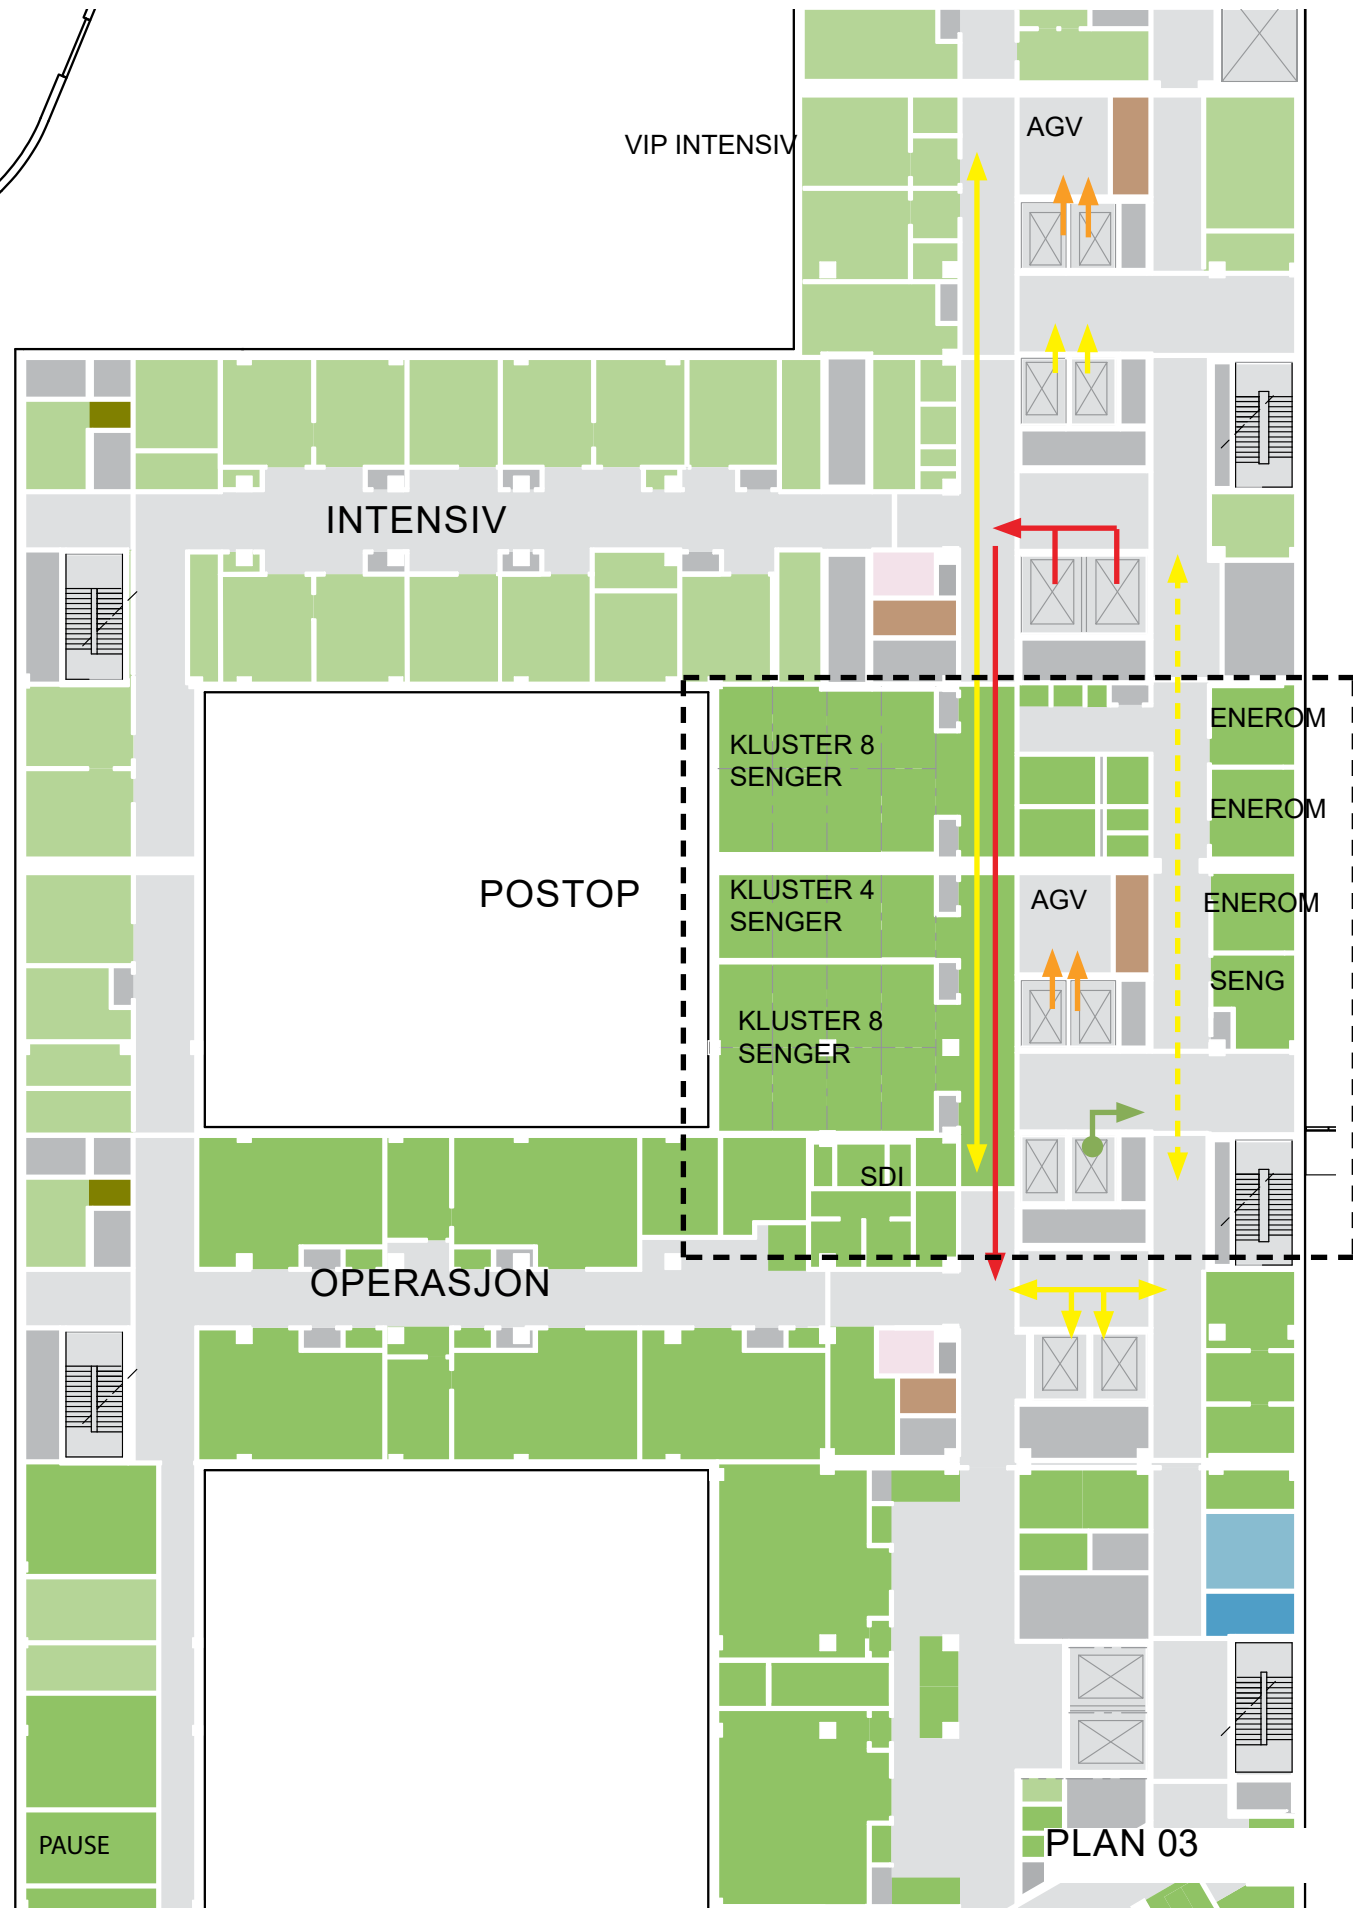 AGV
VIP INTENSIV
INTENSIV
ENEROM
KLUSTER 8
SENGER
ENEROM
POSTOP
KLUSTER 4
SENGER
AGV
ENEROM
SENG
KLUSTER 8
SENGER
SDI
OPERASJON
PAUSE
PLAN 03